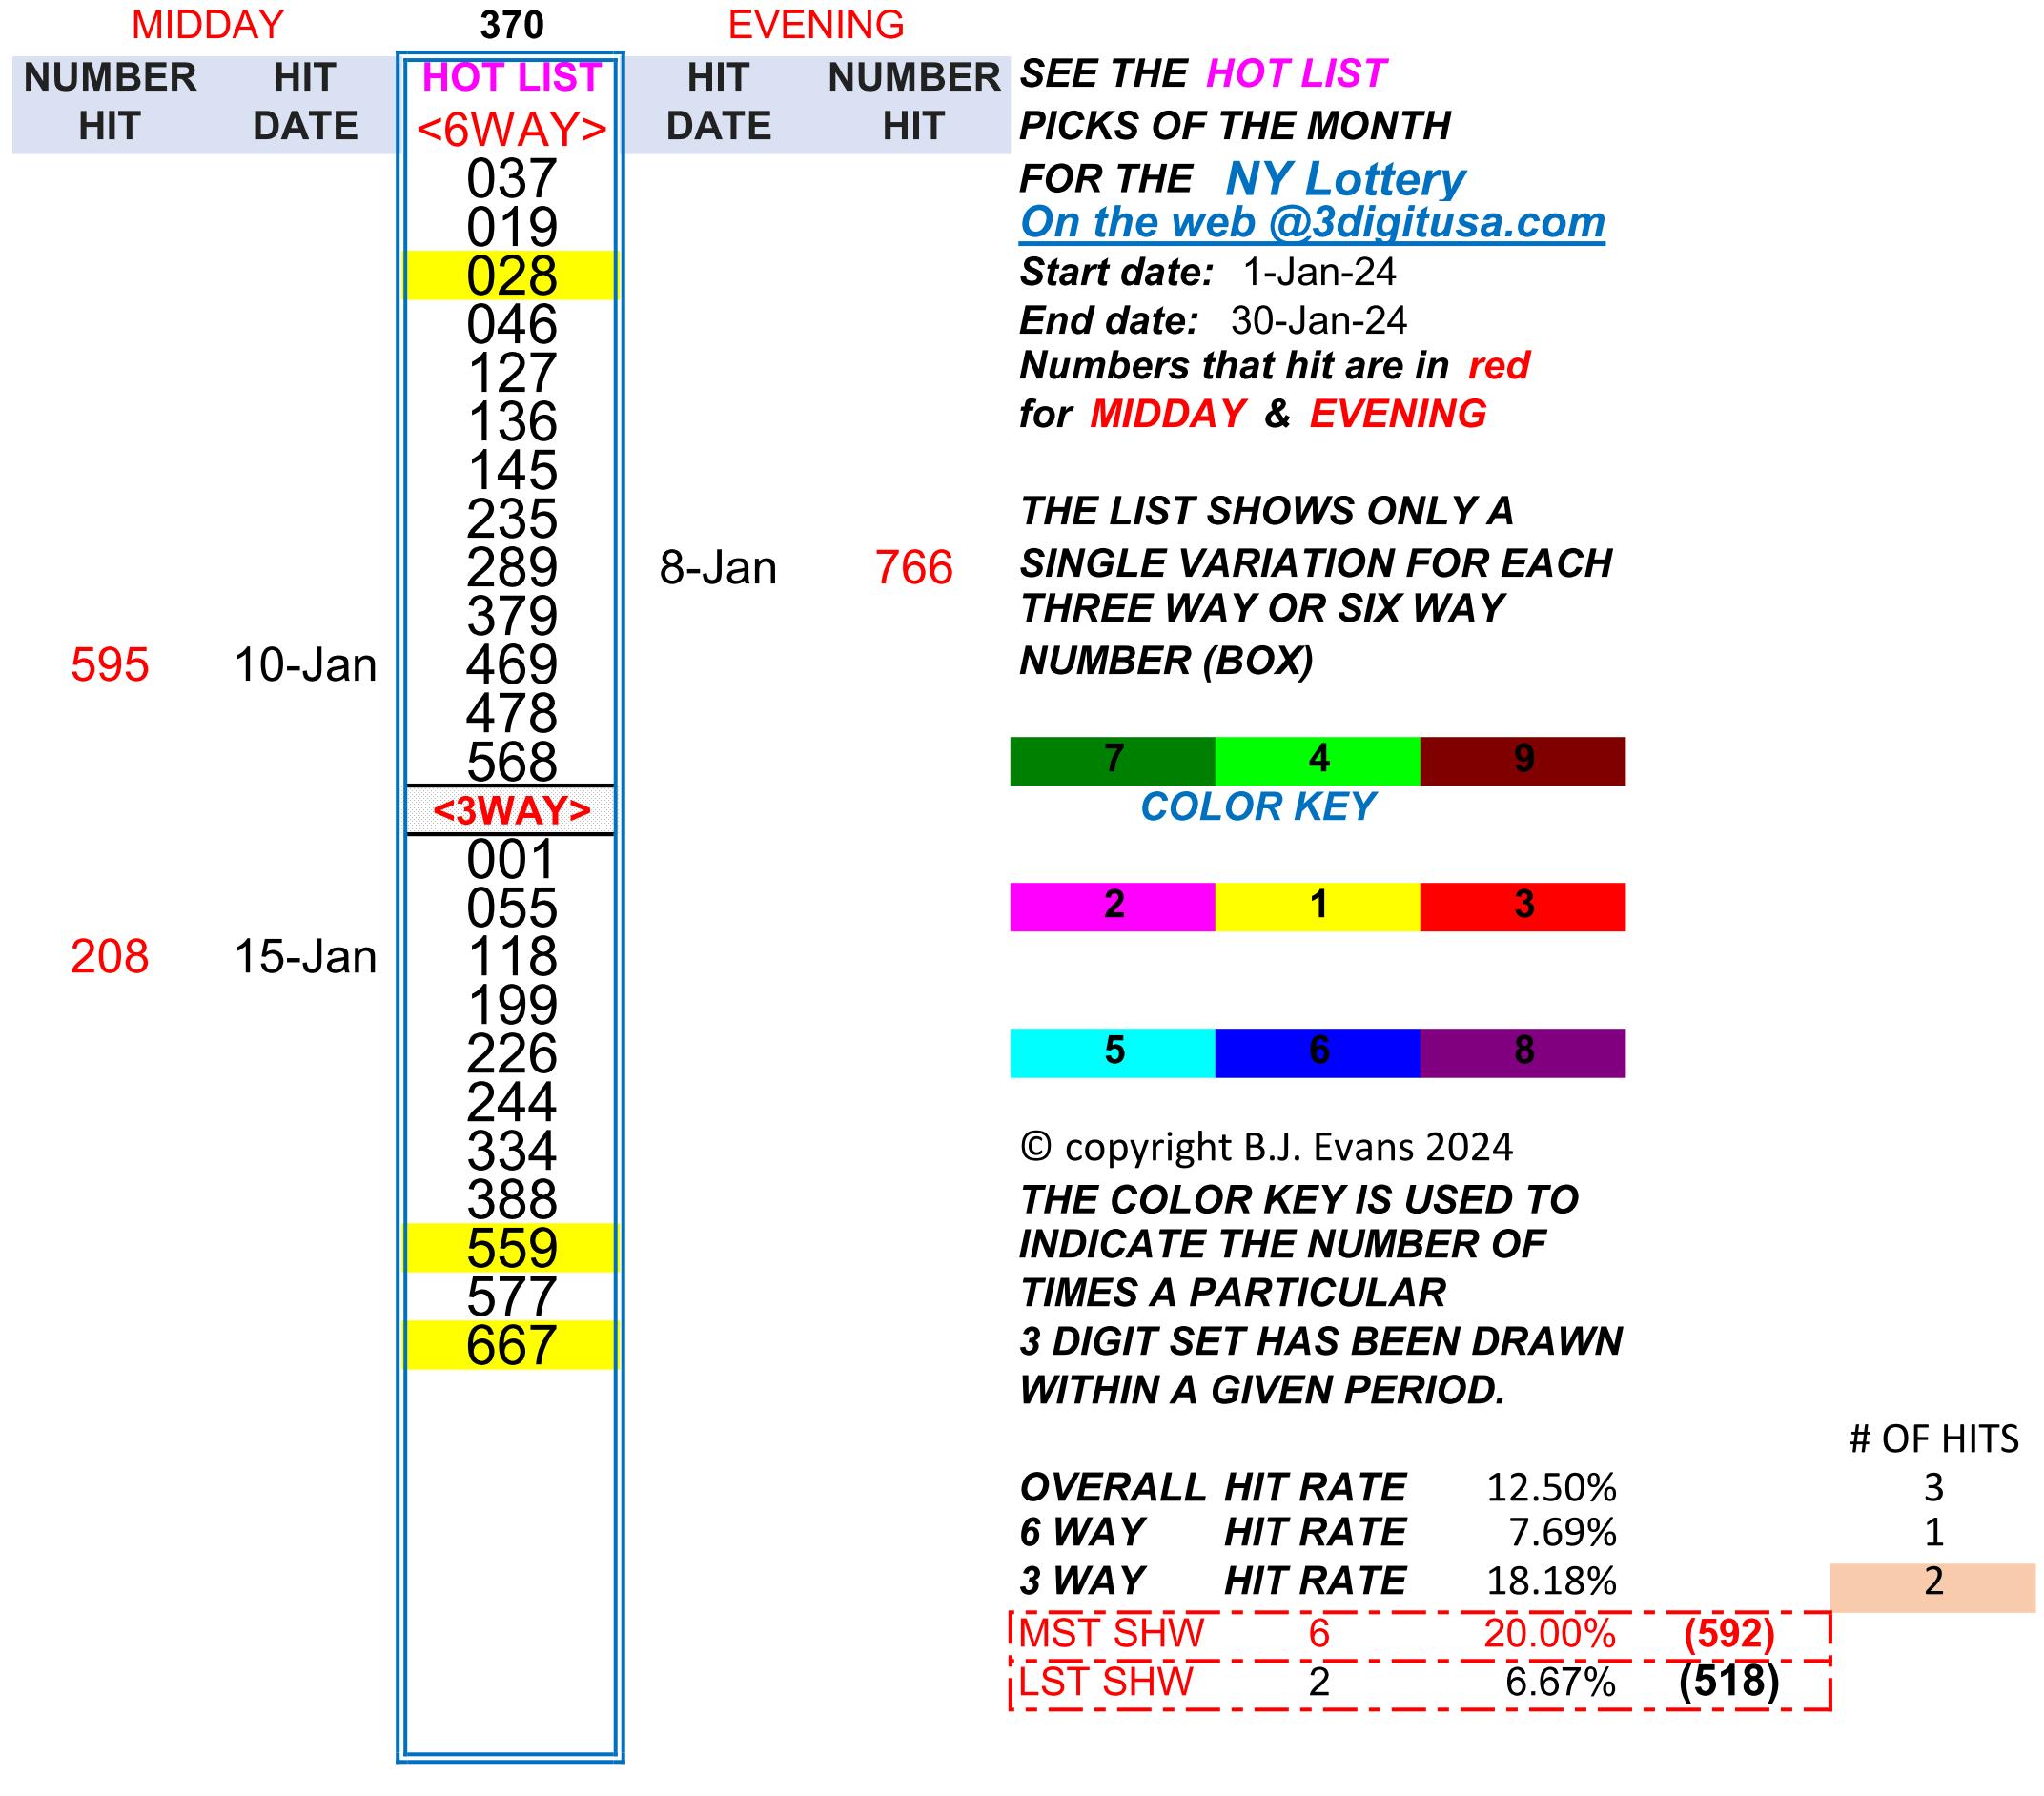 MIDDAY 370 EVENING
NUMBER HIT HOT LIST HIT NUMBER
HIT DATE <6WAY> DATE HIT
037
019
028
046
127
136
145
235
289 8-Jan 766
379
595 10-Jan 469
478
568
<3WAY>
001
055
208 15-Jan 118
199
226
244
334
388
559
577
667
SEE THE HOT LIST
PICKS OF THE MONTH
FOR THE NY Lottery
On the web @3digitusa.com
Start date: 1-Jan-24
End date: 30-Jan-24
Numbers that hit are in red
for MIDDAY & EVENING
THE LIST SHOWS ONLY A
SINGLE VARIATION FOR EACH
THREE WAY OR SIX WAY
NUMBER (BOX)
7 4 9
COLOR KEY
2 1 3
5 6 8
© copyright B.J. Evans 2024
THE COLOR KEY IS USED TO
INDICATE THE NUMBER OF
TIMES A PARTICULAR
3 DIGIT SET HAS BEEN DRAWN
WITHIN A GIVEN PERIOD.
# OF HITS
OVERALL HIT RATE 12.50% 3
6 WAY HIT RATE 7.69% 1
3 WAY HIT RATE 18.18% 2
MST SHW 6 20.00% (592)
LST SHW 2 6.67% (518)